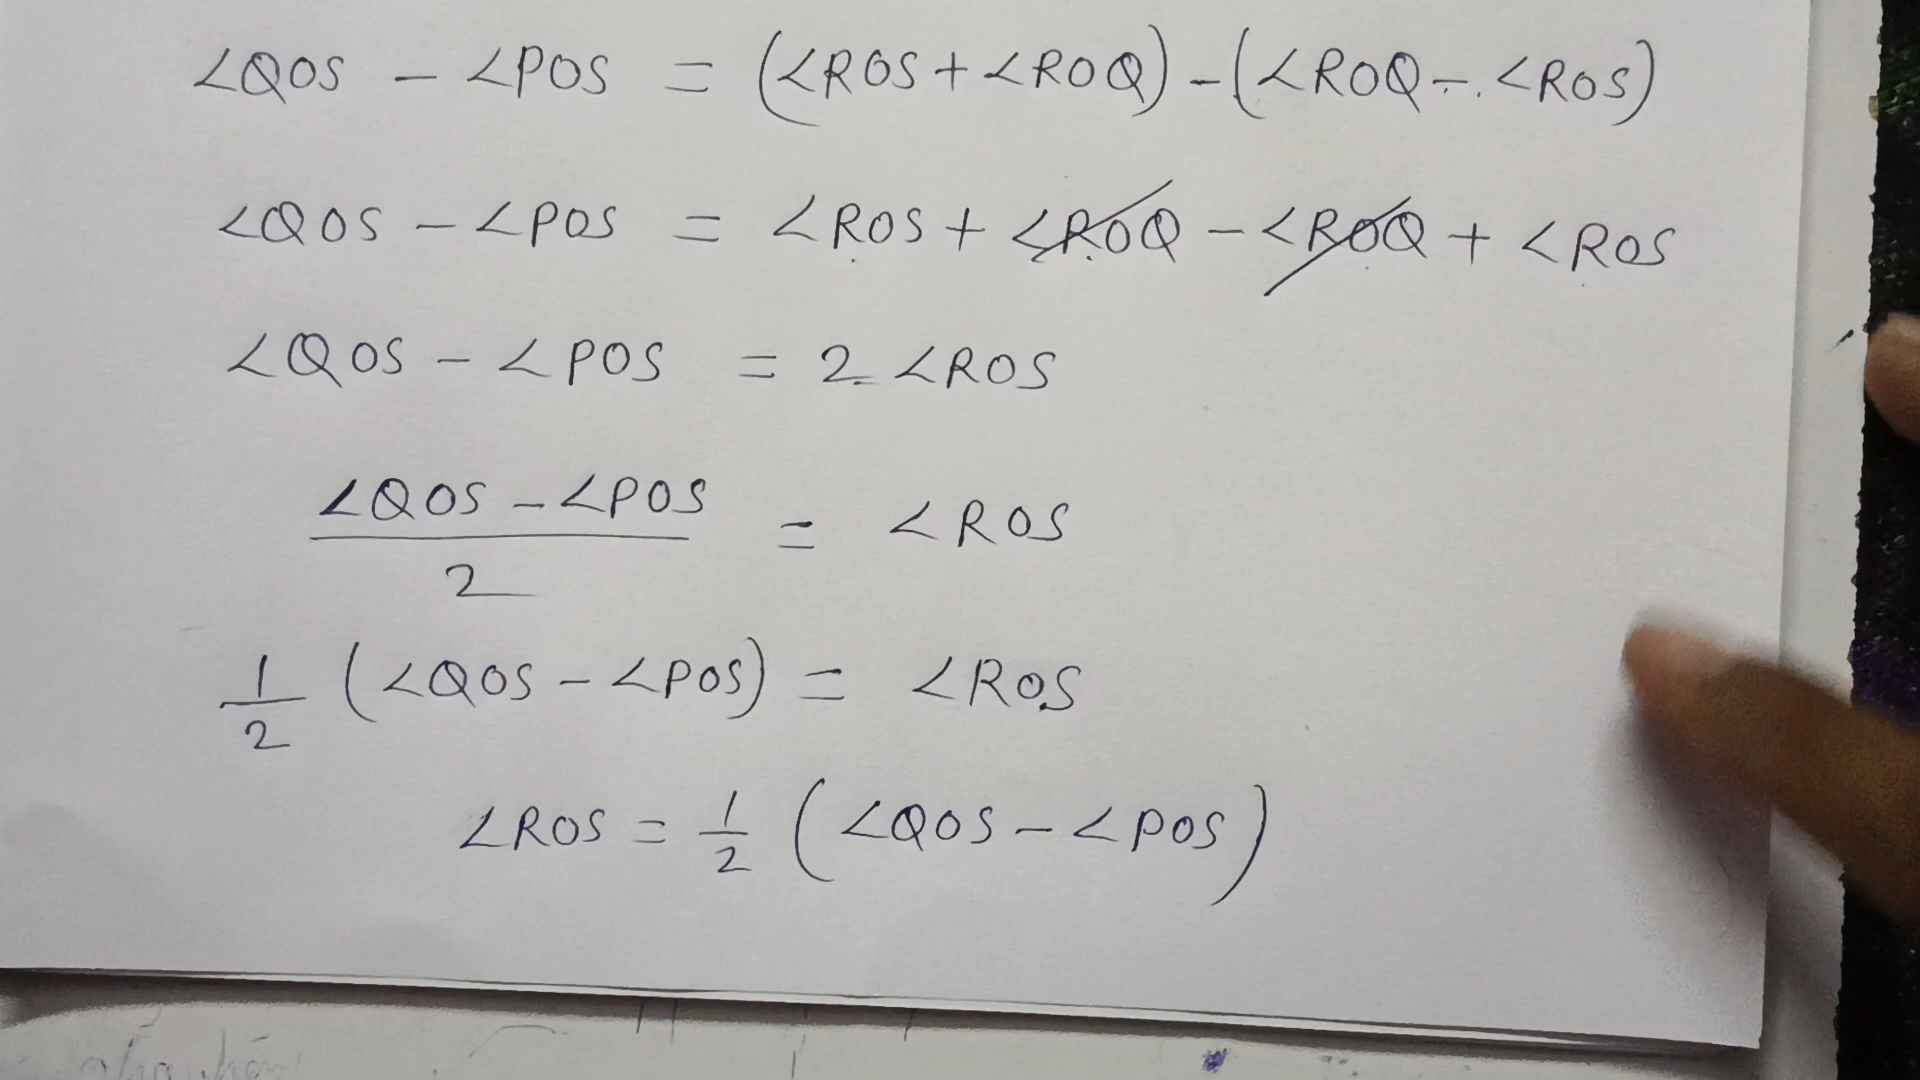 ∠QOS - ∠POS = (∠ROS + ∠ROQ) - (∠ROQ - ∠ROS)
∠QOS - ∠POS = ∠ROS + ∠ROQ - ∠ROQ + ∠ROS
∠QOS - ∠POS = 2 ∠ROS
∠QOS - ∠POS / 2 = ∠ROS
1/2 (∠QOS - ∠POS) = ∠ROS
∠ROS = 1/2 (∠QOS - ∠POS)